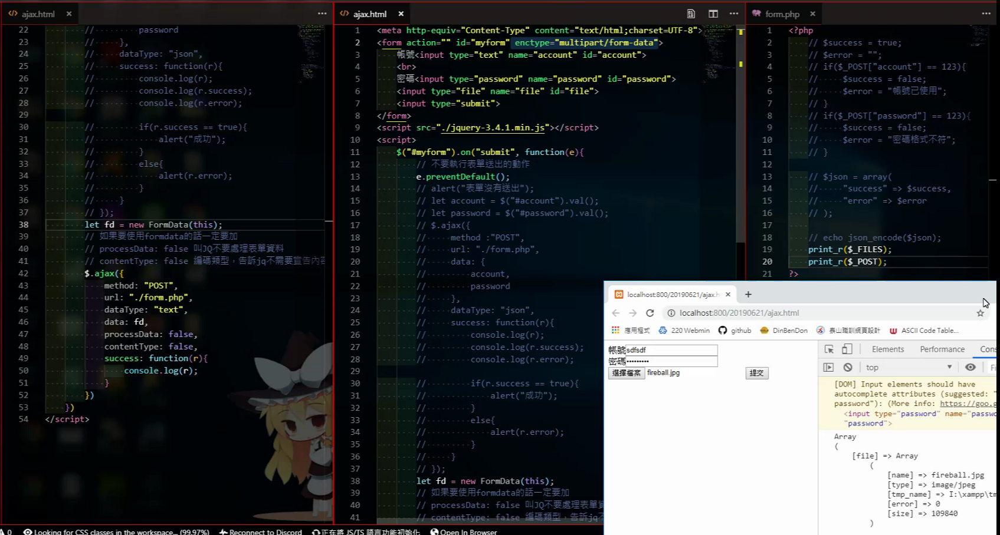 ajax.html
22 // password
23 // },
24 // dataType: "json",
25 // success: function(r){
26 // console.log(r);
27 // console.log(r.success);
28 // console.log(r.error);
29
30 // if(r.success == true){
31 // alert("成功");
32 // }
33 // else{
34 // alert(r.error);
35 // }
36 // }
37 // });
38 let fd = new FormData(this);
39 // 如果要使用formdata的話一定要加
40 // processData: false 叫JQ不要處理表單資料
41 // contentType: false 編碼類型，告訴jq不需要宣告內容
42 $.ajax({
43 method: "POST",
44 url: "./form.php",
45 dataType: "text",
46 data: fd,
47 processData: false,
48 contentType: false,
49 success: function(r){
50 console.log(r);
51 }
52 })
53 })
54 </script>
ajax.html
1 <meta http-equiv="Content-Type" content="text/html;charset=UTF-8">
2 <form action="" id="myform" enctype="multipart/form-data">
3 帳號<input type="text" name="account" id="account">
4 <br>
5 密碼<input type="password" name="password" id="password">
6 <input type="file" name="file" id="file">
7 <input type="submit">
8 </form>
9 <script src="./jquery-3.4.1.min.js"></script>
10 <script>
11 $("#myform").on("submit", function(e){
12 // 不要執行表單送出的動作
13 e.preventDefault();
14 // alert("表單沒有送出");
15 // let account = $("#account").val();
16 // let password = $("#password").val();
17 // $.ajax({
18 // method :"POST",
19 // url: "./form.php",
20 // data: {
21 // account,
22 // password
23 // },
24 // dataType: "json",
25 // success: function(r){
26 // console.log(r);
27 // console.log(r.success);
28 // console.log(r.error);
29
30 // if(r.success == true){
31 // alert("成功");
32 // }
33 // else{
34 // alert(r.error);
35 // }
36 // }
37 // });
38 let fd = new FormData(this);
39 // 如果要使用formdata的話一定要加
40 // processData: false 叫JQ不要處理表單資
41 // contentType: false 編碼類型，告訴jq不
form.php
1 <?php
2 // $success = true;
3 // $error = "";
4 // if($_POST["account"] == 123){
5 // $success = false;
6 // $error = "帳號已使用";
7 // }
8 // if($_POST["password"] == 123){
9 // $success = false;
10 // $error = "密碼格式不符";
11 // }
12
13 // $json = array(
14 // "success" => $success,
15 // "error" => $error
16 // );
17
18 // echo json_encode($json);
19 print_r($_FILES);
20 print_r($_POST);
21 ?>
localhost:800/20190621/ajax.h
localhost:800/20190621/ajax.html
應用程式 220 Webmin github DinBenDon 泰山職訓網頁設計 ASCII Code Table...
帳號sdfsdf
密碼•••••••••
選擇檔案 fireball.jpg 提交
Elements Performance Cons
top Fi
[DOM] Input elements should have
autocomplete attributes (suggested: "
password"): (More info: https://goo.g
<input type="password" name="passwo
"password">
Array
(
[file] => Array
(
[name] => fireball.jpg
[type] => image/jpeg
[tmp_name] => I:\xampp\tm
[error] => 0
[size] => 109840
)
0 Looking for CSS classes in the workspace... (99.97%) Reconnect to Discord 正在將 JS/TS 語言功能初始化 Open In Browser